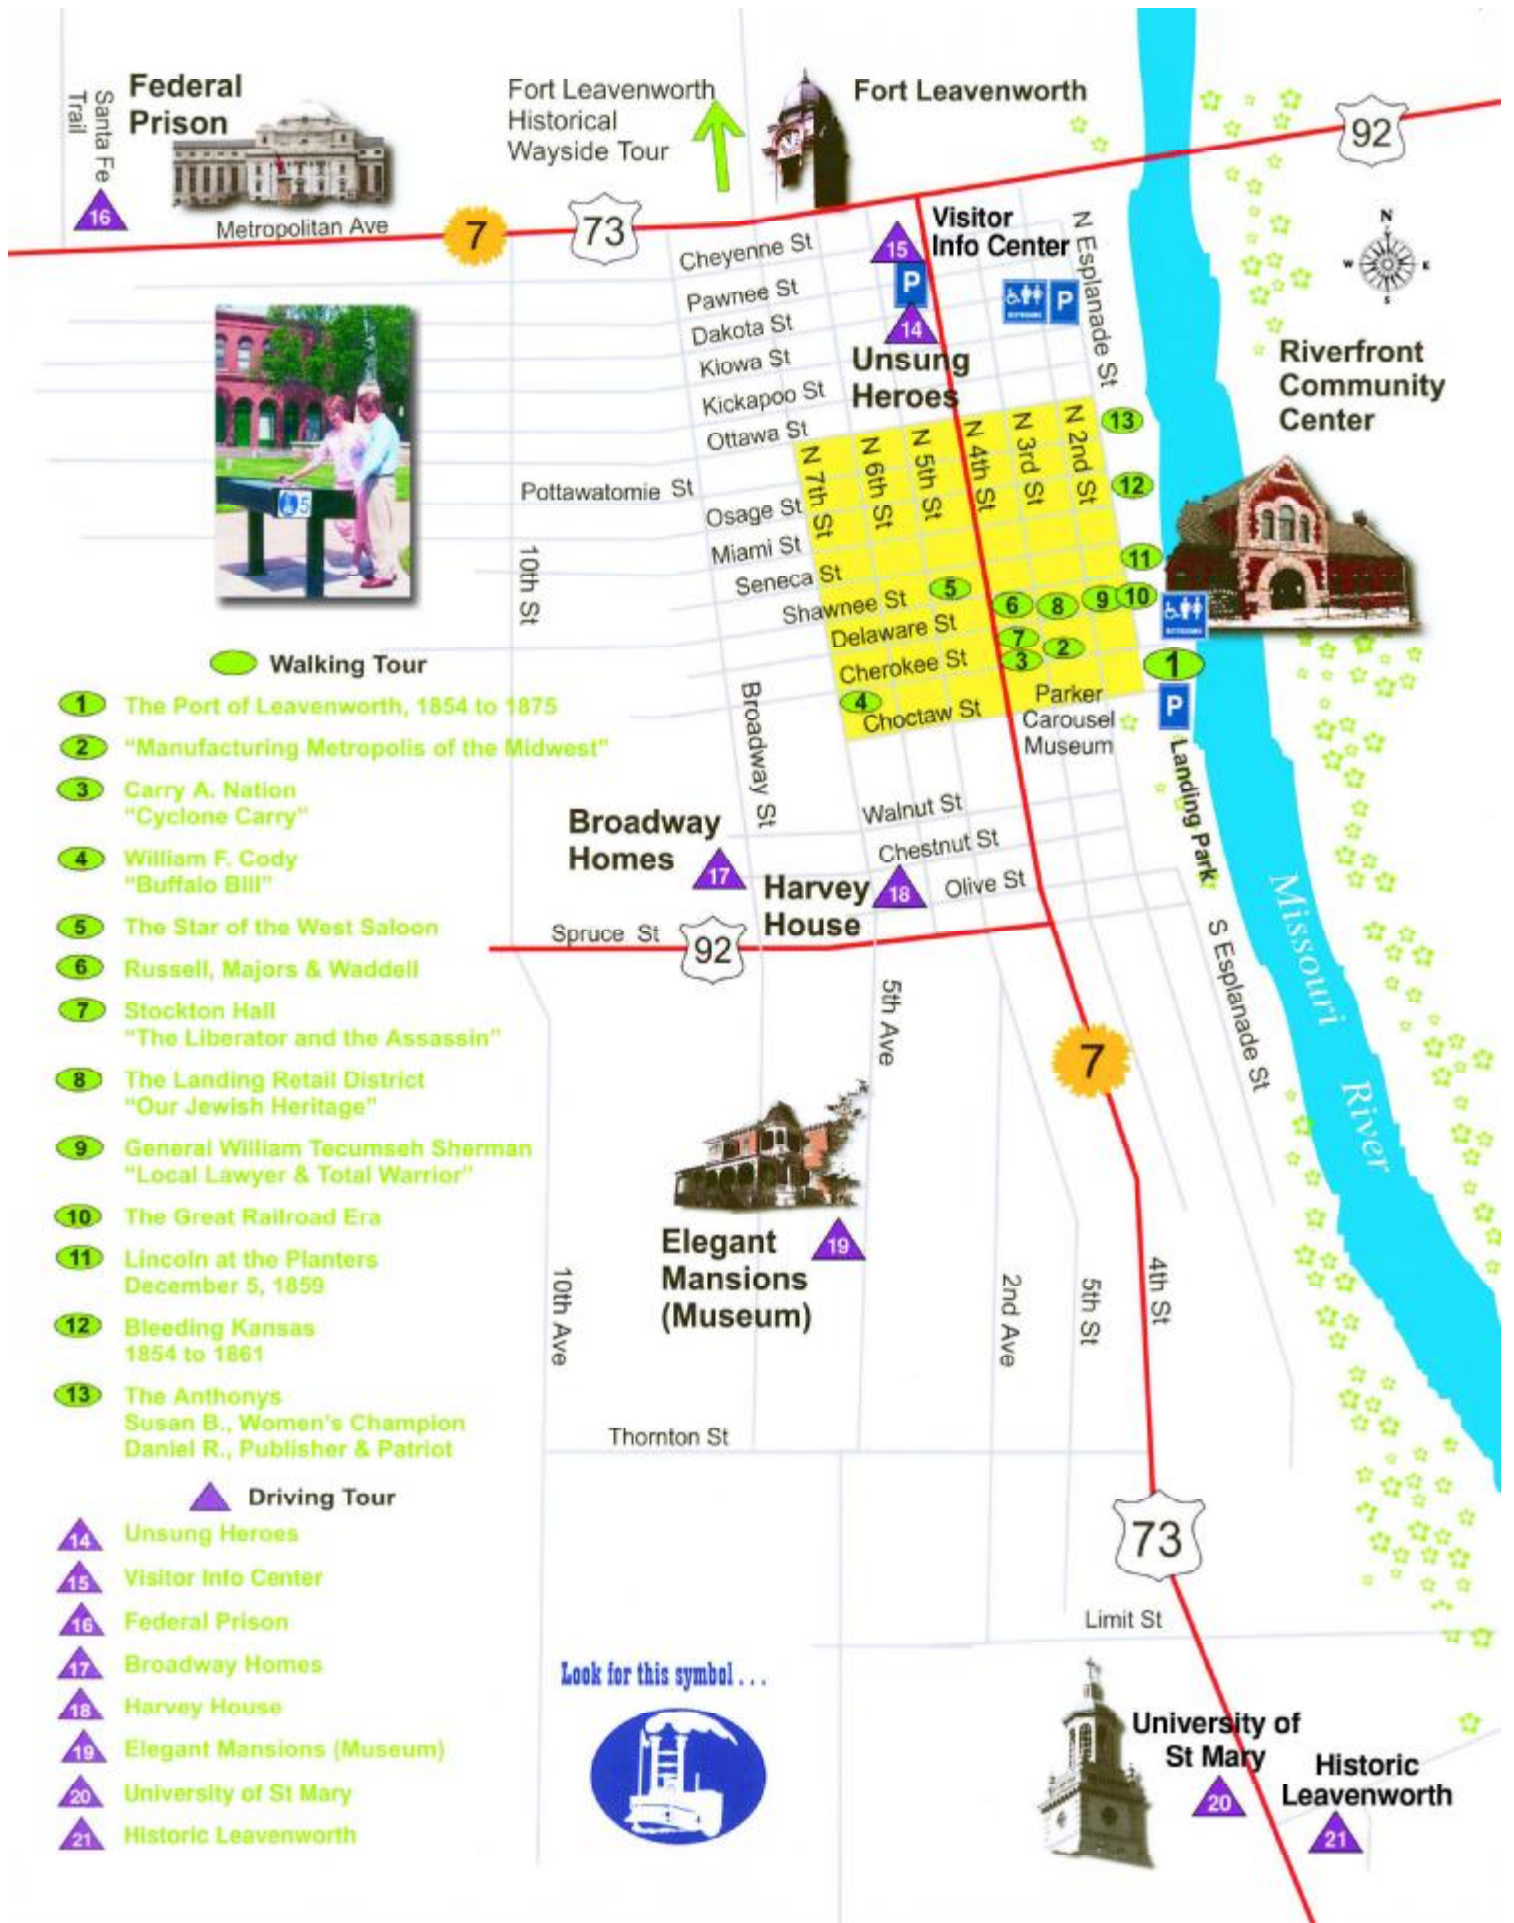 Federal
Prison
Santa Fe
Trail
16
Metropolitan Ave
7
73
Fort Leavenworth
Historical
Wayside Tour
Fort Leavenworth
92
N
W
E
S
Visitor
Info Center
15
P
14
P
Unsung
Heroes
N Esplanade St
Cheyenne St
Pawnee St
Dakota St
Kiowa St
Kickapoo St
Ottawa St
Pottawatomie St
Osage St
Miami St
Seneca St
Shawnee St
Delaware St
Cherokee St
Choctaw St
N 7th St
N 6th St
N 5th St
N 4th St
N 3rd St
N 2nd St
13
12
11
10
9
8
6
5
7
2
3
4
1
P
Riverfront
Community
Center
Parker
Carousel
Museum
Landing Park
5
10th St
Broadway St
Walnut St
Chestnut St
Olive St
Broadway
Homes
17
Harvey
House
18
Spruce St
92
5th Ave
S Esplanade St
Missouri
River
7
Elegant
Mansions
(Museum)
19
10th Ave
2nd Ave
5th St
4th St
Thornton St
73
Limit St
University of
St Mary
20
Historic
Leavenworth
21
Look for this symbol . . .
Walking Tour
1 The Port of Leavenworth, 1854 to 1875
2 "Manufacturing Metropolis of the Midwest"
3 Carry A. Nation
"Cyclone Carry"
4 William F. Cody
"Buffalo Bill"
5 The Star of the West Saloon
6 Russell, Majors & Waddell
7 Stockton Hall
"The Liberator and the Assassin"
8 The Landing Retail District
"Our Jewish Heritage"
9 General William Tecumseh Sherman
"Local Lawyer & Total Warrior"
10 The Great Railroad Era
11 Lincoln at the Planters
December 5, 1859
12 Bleeding Kansas
1854 to 1861
13 The Anthonys
Susan B., Women's Champion
Daniel R., Publisher & Patriot
Driving Tour
14 Unsung Heroes
15 Visitor Info Center
16 Federal Prison
17 Broadway Homes
18 Harvey House
19 Elegant Mansions (Museum)
20 University of St Mary
21 Historic Leavenworth